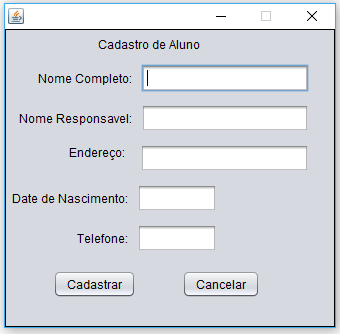 Cadastro de Aluno
Nome Completo:
Nome Responsavel:
Endereço:
Date de Nascimento:
Telefone:
Cadastrar Cancelar